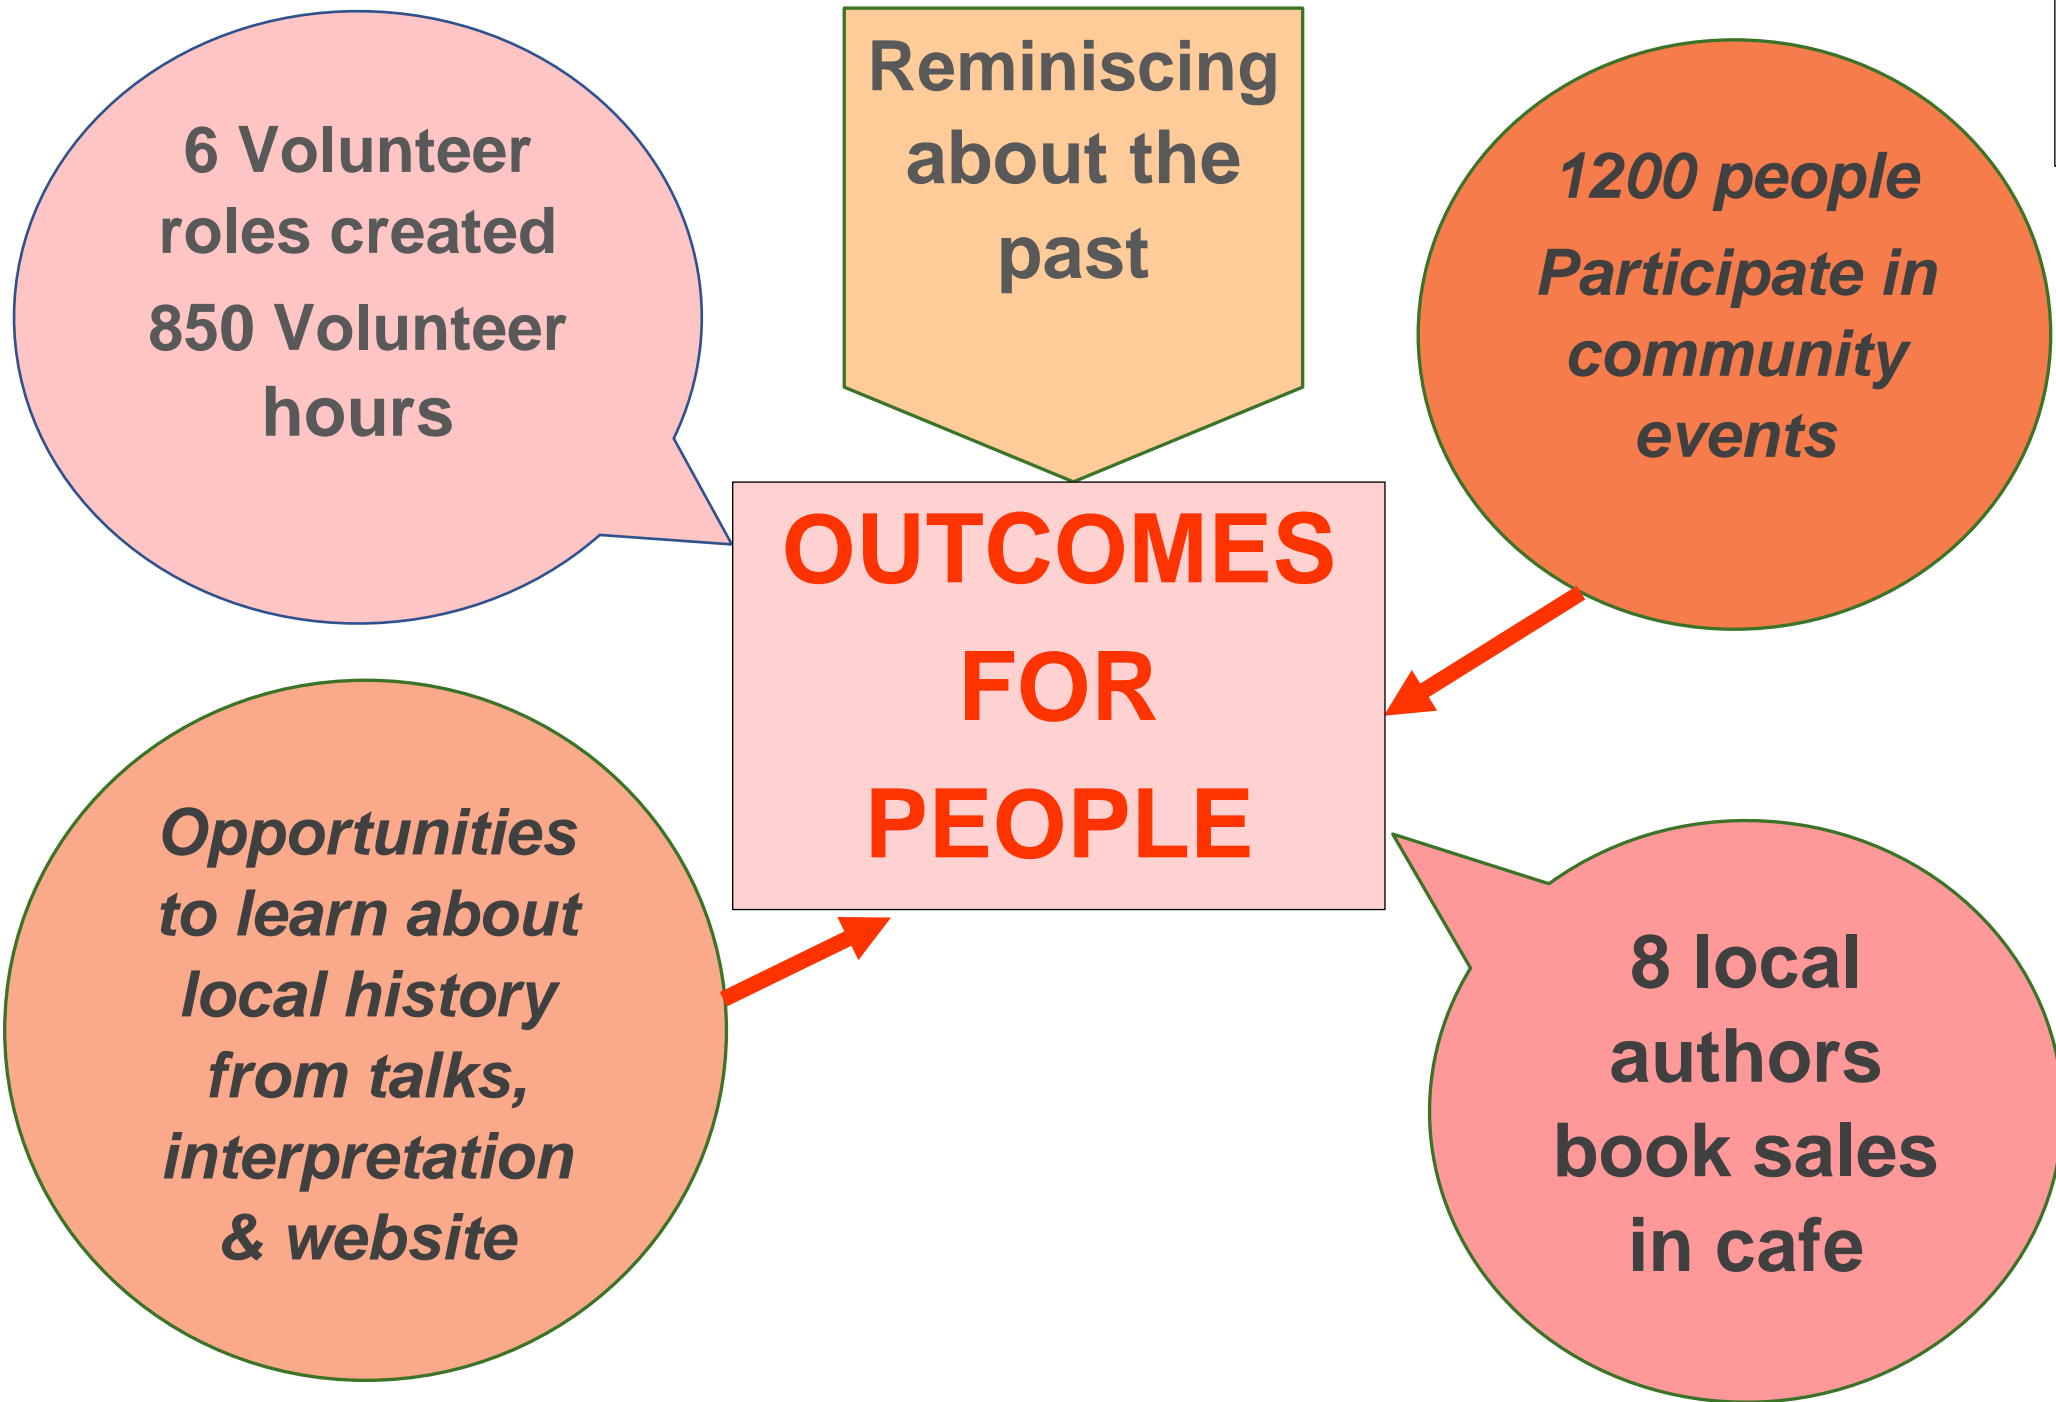 6 Volunteer
roles created
850 Volunteer
hours
Reminiscing
about the
past
1200 people
Participate in
community
events
OUTCOMES
FOR
PEOPLE
Opportunities
to learn about
local history
from talks,
interpretation
& website
8 local
authors
book sales
in cafe